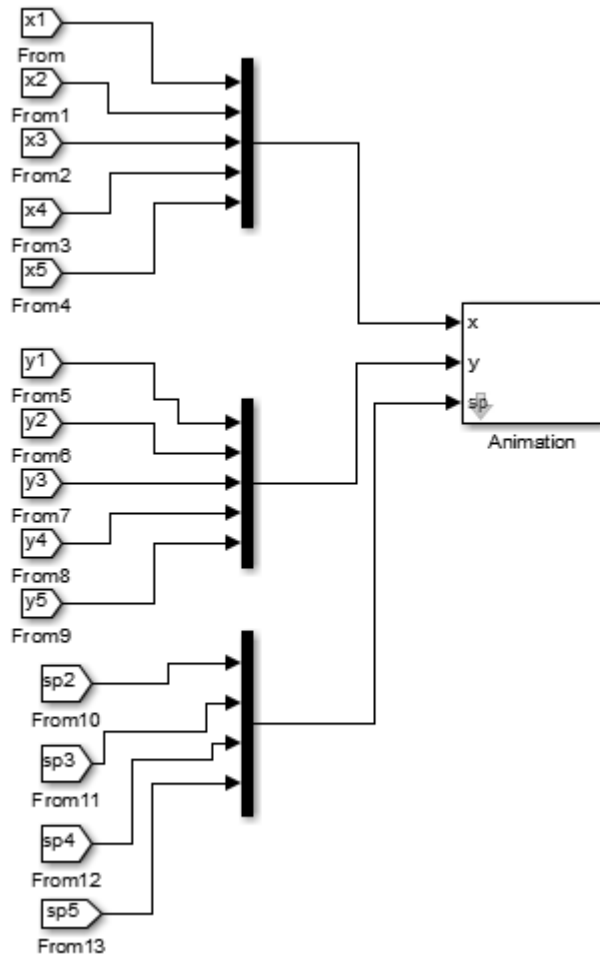 x1
From
x2
From1
x3
From2
x4
From3
x5
From4
x
y
sp
Animation
y1
From5
y2
From6
y3
From7
y4
From8
y5
From9
sp2
From10
sp3
From11
sp4
From12
sp5
From13